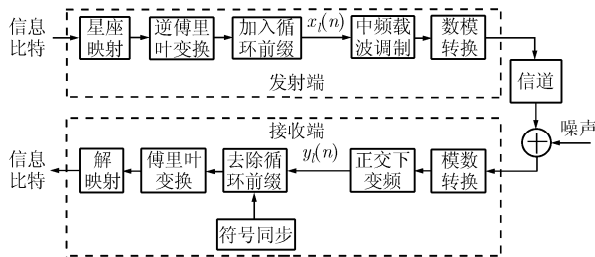 信息
比特
星座
映射
逆傅里
叶变换
加入循
环前缀
x_l(n)
中频载
波调制
数模
转换
发射端
信道
噪声
接收端
信息
比特
解
映射
傅里叶
变换
去除循
环前缀
y_l(n)
正交下
变频
模数
转换
符号同步